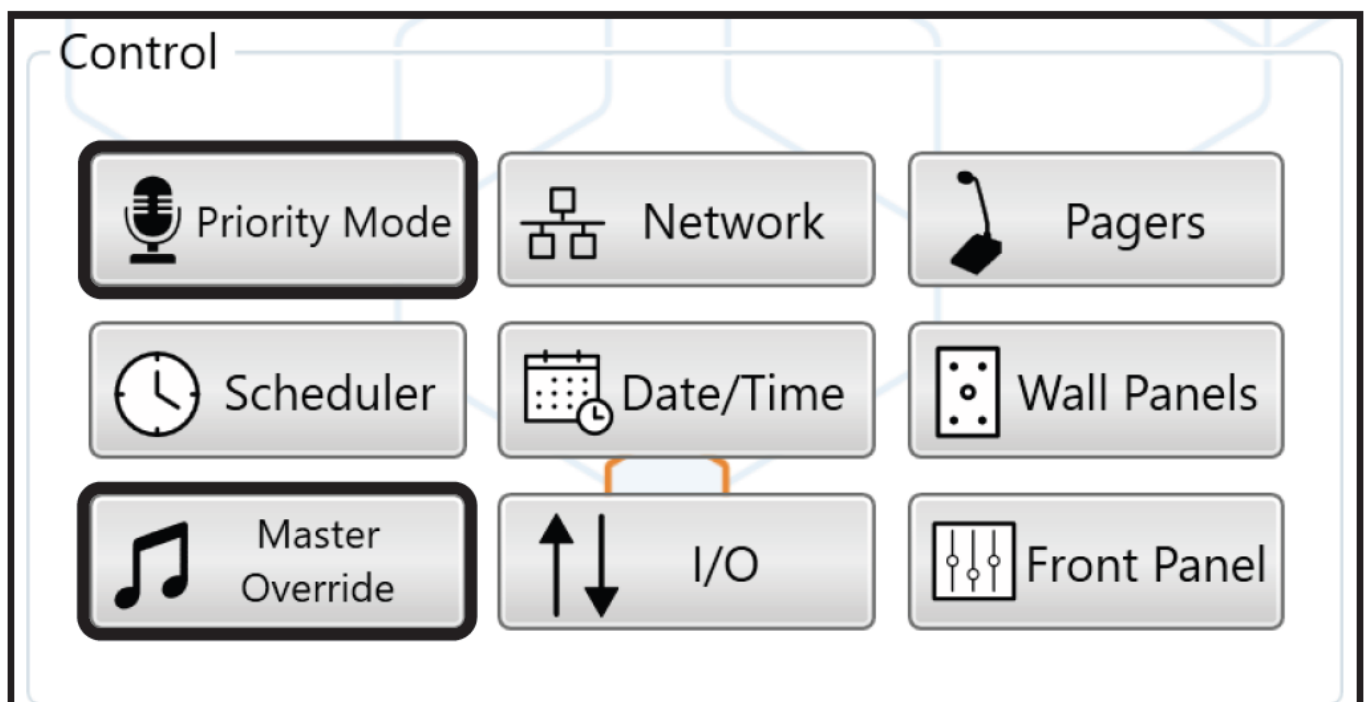 Control
Priority Mode
Network
Pagers
Scheduler
Date/Time
Wall Panels
Master
Override
I/O
Front Panel